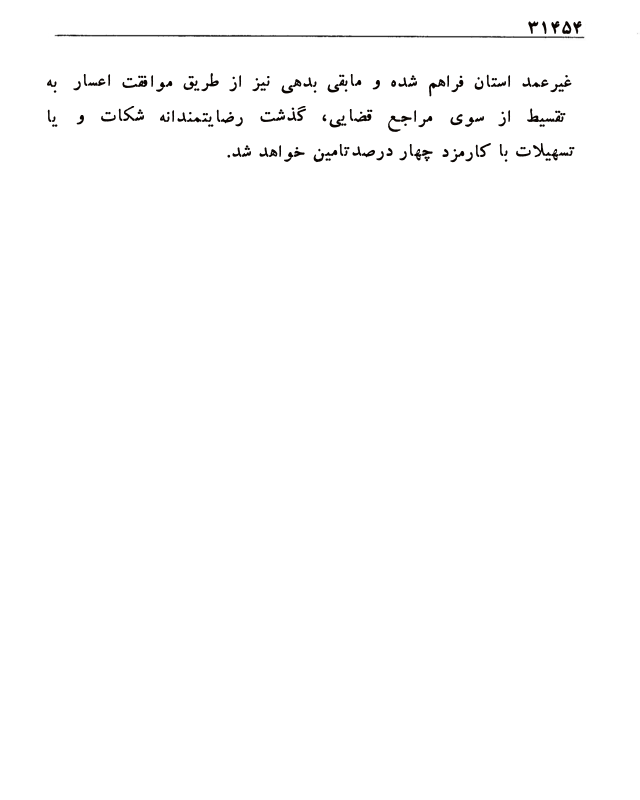 ۳۱۴۵۴
غیرعمد استان فراهم شده و مابقی بدهی نیز از طریق موافقت اعسار به
تقسیط از سوی مراجع قضایی، گذشت رضایتمندانه شکات و یا
تسهیلات با کارمزد چهار درصدتامین خواهد شد.